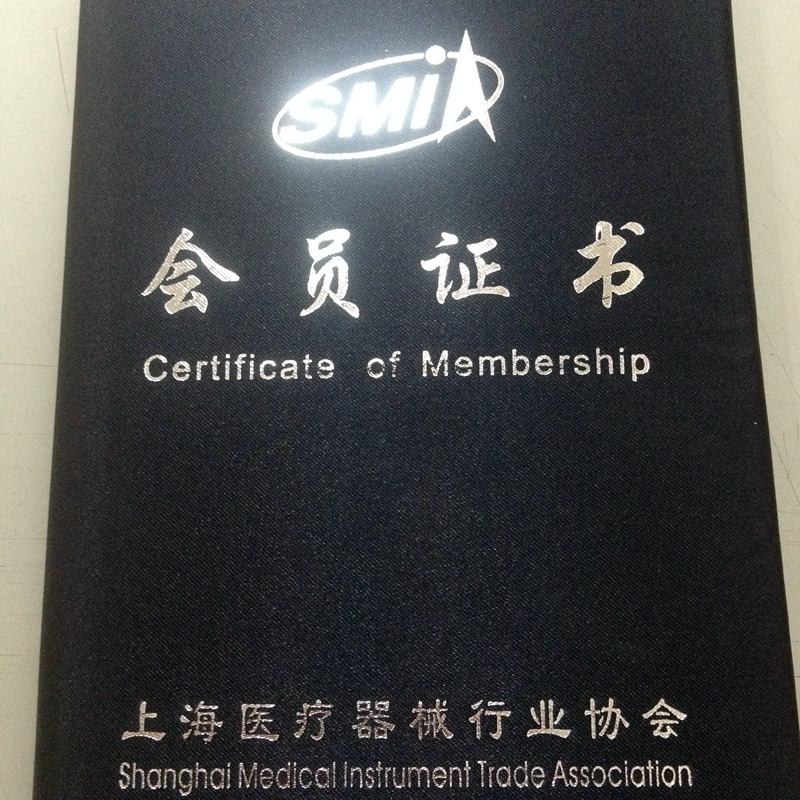 SMIA
会员证书
Certificate of Membership
上海医疗器械行业协会
Shanghai Medical Instrument Trade Association